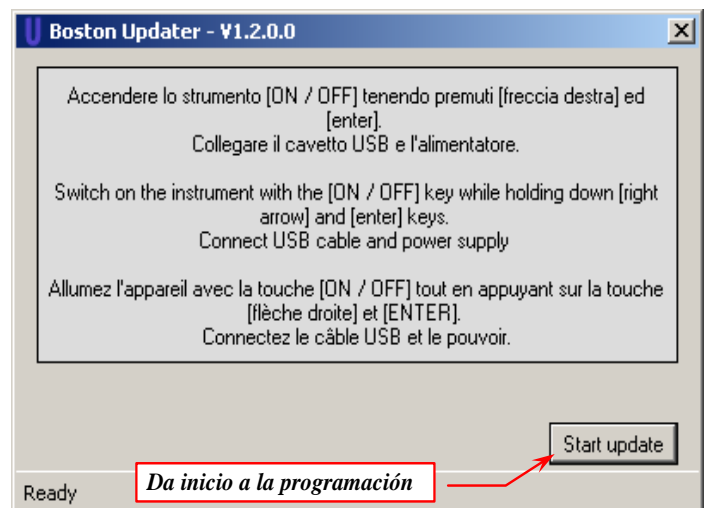 Boston Updater - V1.2.0.0
Accendere lo strumento [ON / OFF] tenendo premuti [freccia destra] ed
[enter].
Collegare il cavetto USB e l'alimentatore.
Switch on the instrument with the [ON / OFF] key while holding down [right
arrow] and [enter] keys.
Connect USB cable and power supply
Allumez l'appareil avec la touche [ON / OFF] tout en appuyant sur la touche
[flèche droite] et [ENTER].
Connectez le câble USB et le pouvoir.
Start update
Da inicio a la programación
Ready